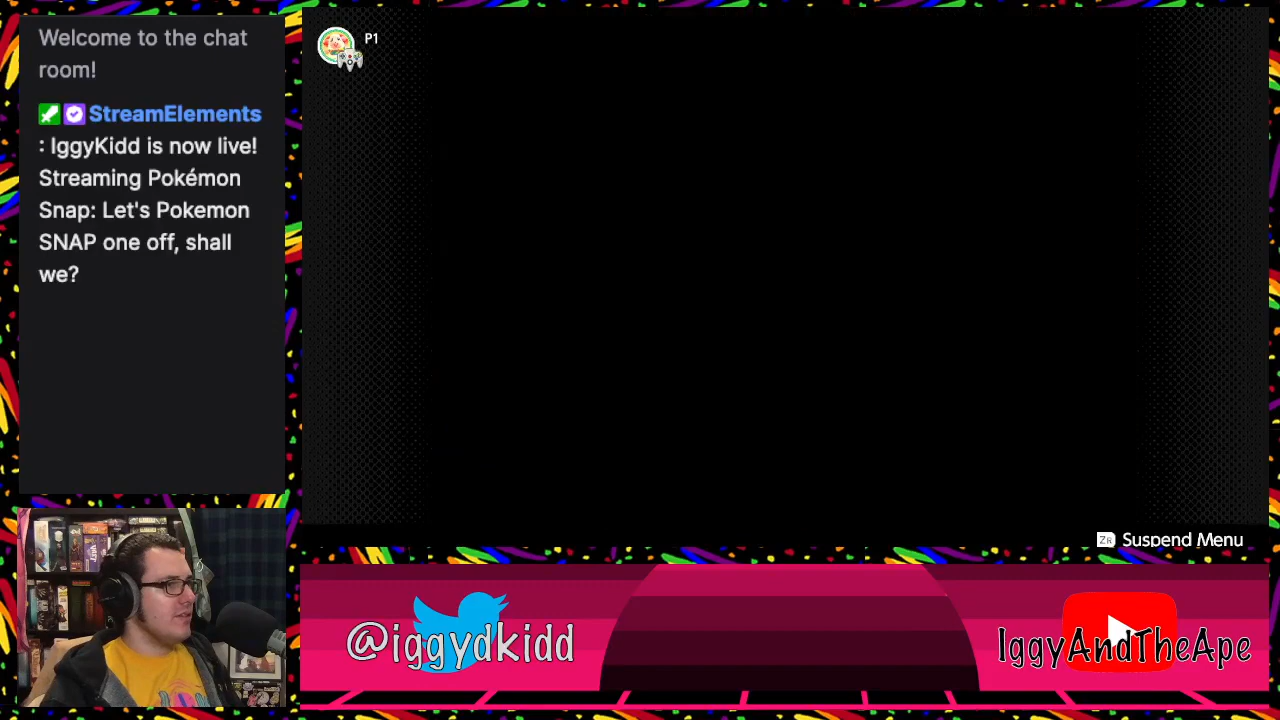 Welcome to the chat
room!
StreamElements
: IggyKidd is now live!
Streaming Pokémon
Snap: Let's Pokemon
SNAP one off, shall
we?
P1
ZR Suspend Menu
@iggydkidd
IggyAndTheApe